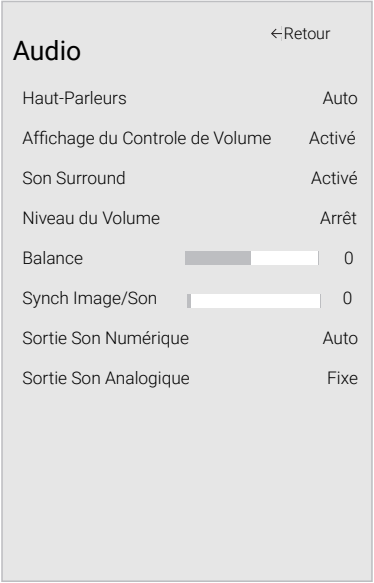 ←Retour
Audio
Haut-Parleurs Auto
Affichage du Controle de Volume Activé
Son Surround Activé
Niveau du Volume Arrêt
Balance 0
Synch Image/Son 0
Sortie Son Numérique Auto
Sortie Son Analogique Fixe